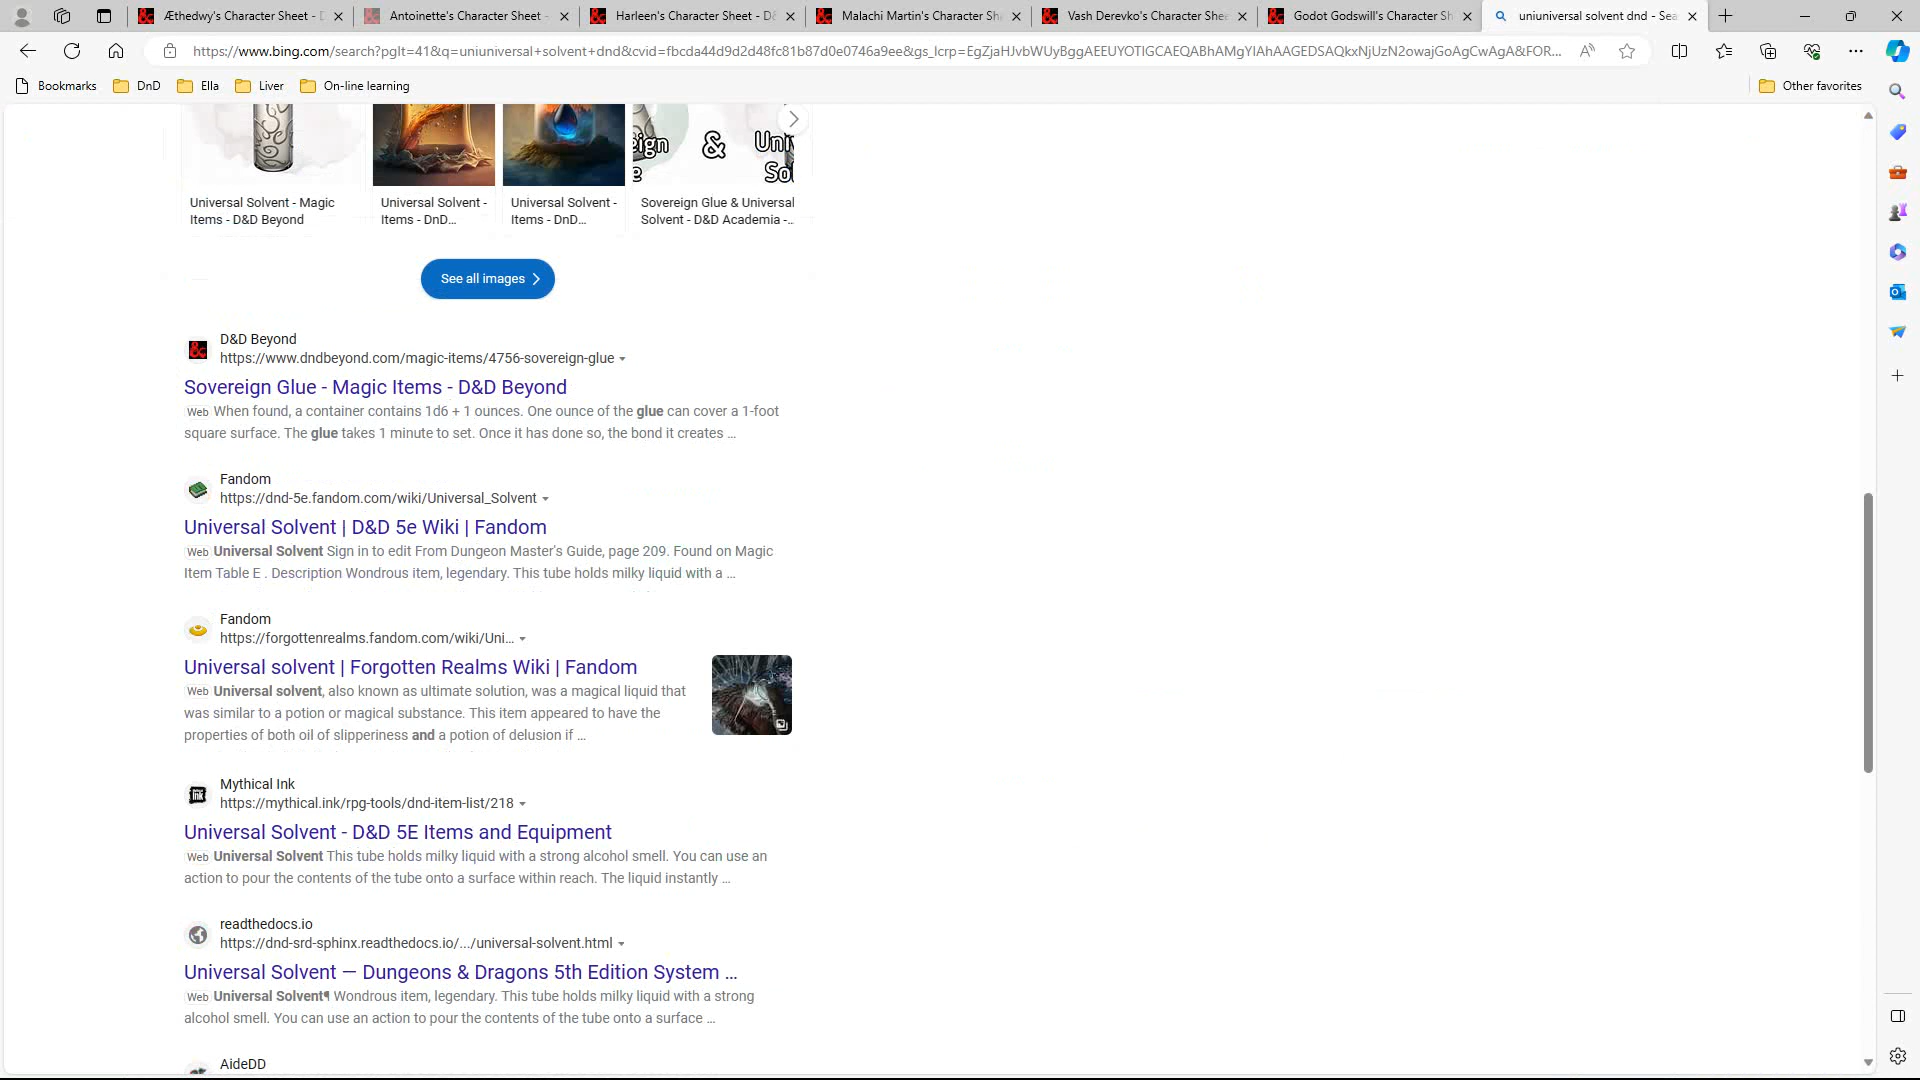 Æthedwy's Character Sheet - D
Antoinette's Character Sheet -
Harleen's Character Sheet - D&
Malachi Martin's Character Sh
Vash Derevko's Character Shee
Godot Godswill's Character Sh
uniuniversal solvent dnd - Sea
https://www.bing.com/search?pglt=41&q=uniuniversal+solvent+dnd&cvid=fbcda44d9d2d48fc81b87d0e0746a9ee&gs_lcrp=EgZjaHJvbWUyBggAEEUYOTIGCAEQABhAMgYIAhAAGEDSAQkxNjUzN2owajGoAgCwAgA&FOR...
Bookmarks
DnD
Ella
Liver
On-line learning
Other favorites
eign & Univ
e Sol
Universal Solvent - Magic
Items - D&D Beyond
Universal Solvent -
Items - DnD...
Universal Solvent -
Items - DnD...
Sovereign Glue & Universal
Solvent - D&D Academia -...
See all images
D&D Beyond
https://www.dndbeyond.com/magic-items/4756-sovereign-glue
Sovereign Glue - Magic Items - D&D Beyond
Web When found, a container contains 1d6 + 1 ounces. One ounce of the glue can cover a 1-foot
square surface. The glue takes 1 minute to set. Once it has done so, the bond it creates ...
Fandom
https://dnd-5e.fandom.com/wiki/Universal_Solvent
Universal Solvent | D&D 5e Wiki | Fandom
Web Universal Solvent Sign in to edit From Dungeon Master's Guide, page 209. Found on Magic
Item Table E . Description Wondrous item, legendary. This tube holds milky liquid with a ...
Fandom
https://forgottenrealms.fandom.com/wiki/Uni...
Universal solvent | Forgotten Realms Wiki | Fandom
Web Universal solvent, also known as ultimate solution, was a magical liquid that
was similar to a potion or magical substance. This item appeared to have the
properties of both oil of slipperiness and a potion of delusion if ...
Mythical Ink
https://mythical.ink/rpg-tools/dnd-item-list/218
Universal Solvent - D&D 5E Items and Equipment
Web Universal Solvent This tube holds milky liquid with a strong alcohol smell. You can use an
action to pour the contents of the tube onto a surface within reach. The liquid instantly ...
readthedocs.io
https://dnd-srd-sphinx.readthedocs.io/.../universal-solvent.html
Universal Solvent — Dungeons & Dragons 5th Edition System ...
Web Universal Solvent¶ Wondrous item, legendary. This tube holds milky liquid with a strong
alcohol smell. You can use an action to pour the contents of the tube onto a surface ...
AideDD